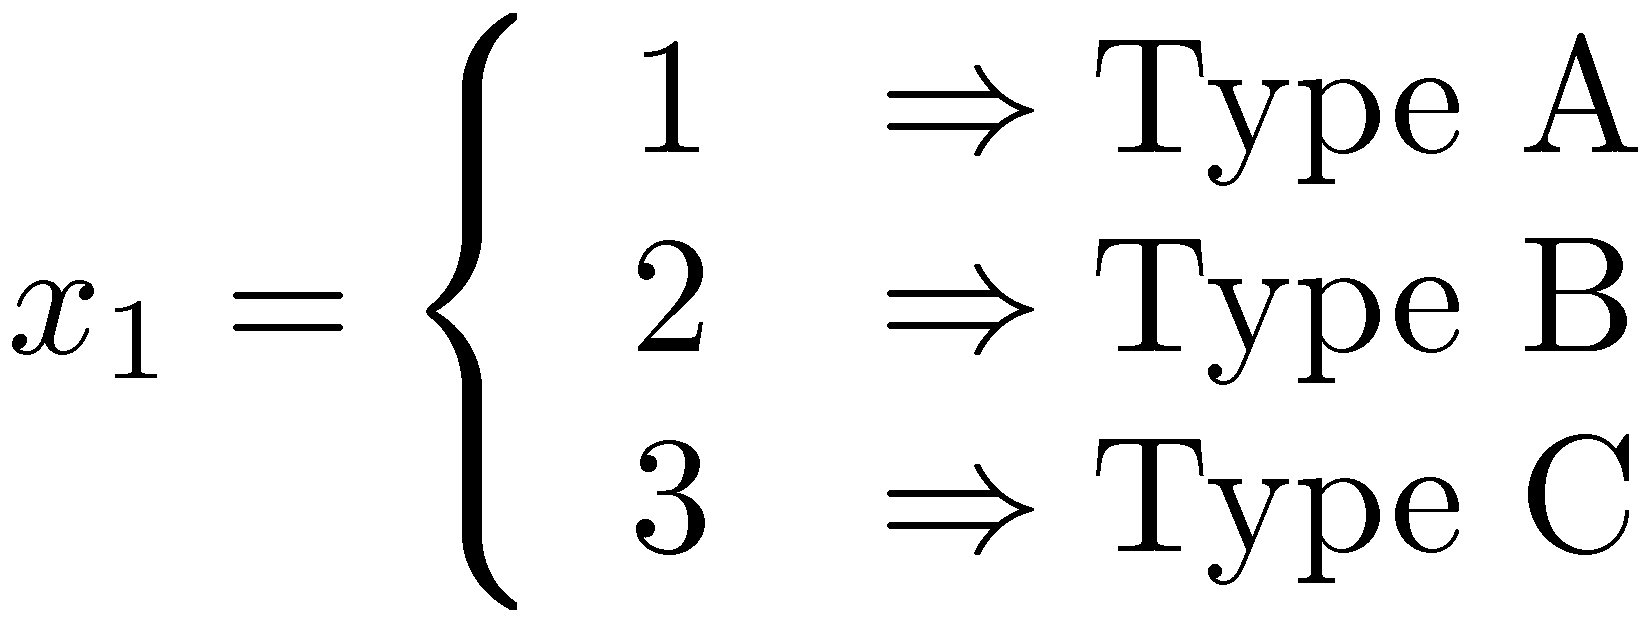 1 ⇒ Type A
x₁ = { 2 ⇒ Type B
3 ⇒ Type C